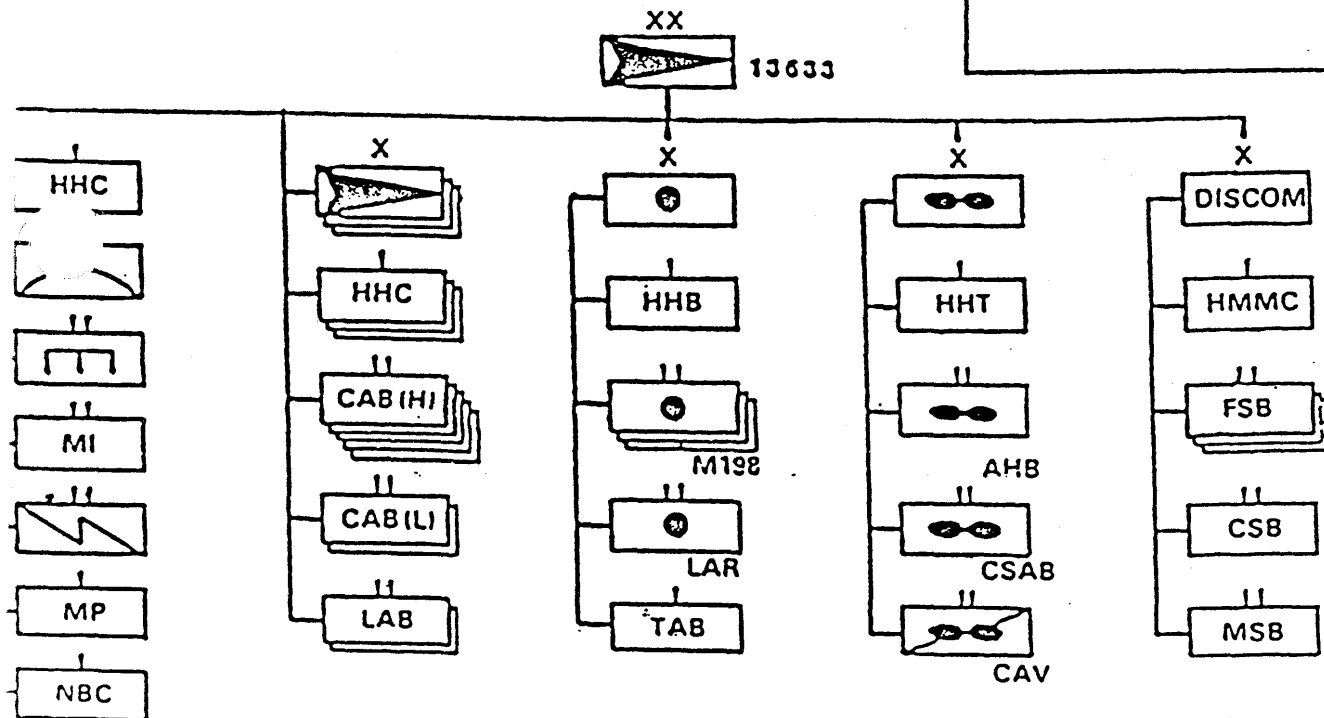 XX
13633
HHC
MI
MP
NBC
X
HHC
CAB (H)
CAB (L)
LAB
X
HHB
M198
LAR
TAB
X
HHT
AHB
CSAB
CAV
X
DISCOM
HMMC
FSB
CSB
MSB